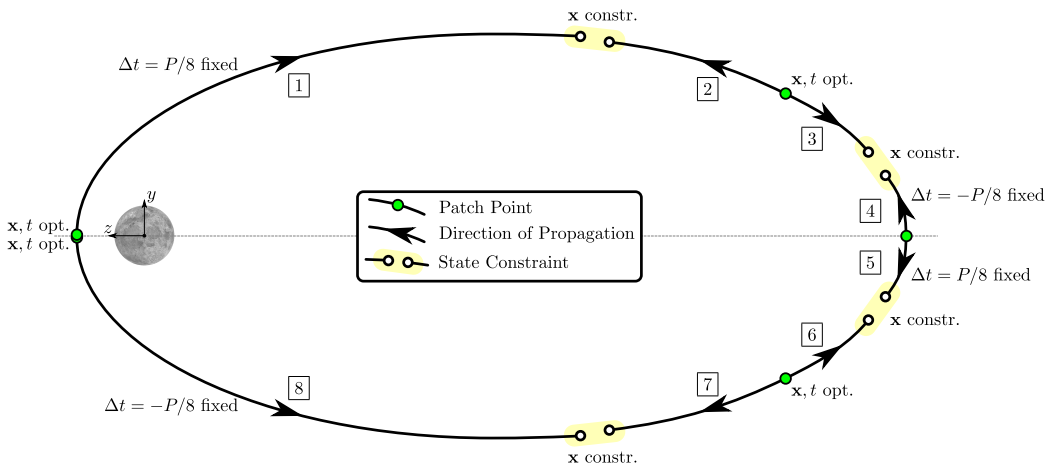 x constr.
Δt = P/8 fixed
1
2
x, t opt.
3
x constr.
y
Δt = −P/8 fixed
4
Patch Point
x, t opt.
z
Direction of Propagation
x, t opt.
5
State Constraint
Δt = P/8 fixed
x constr.
6
8
7
x, t opt.
Δt = −P/8 fixed
x constr.